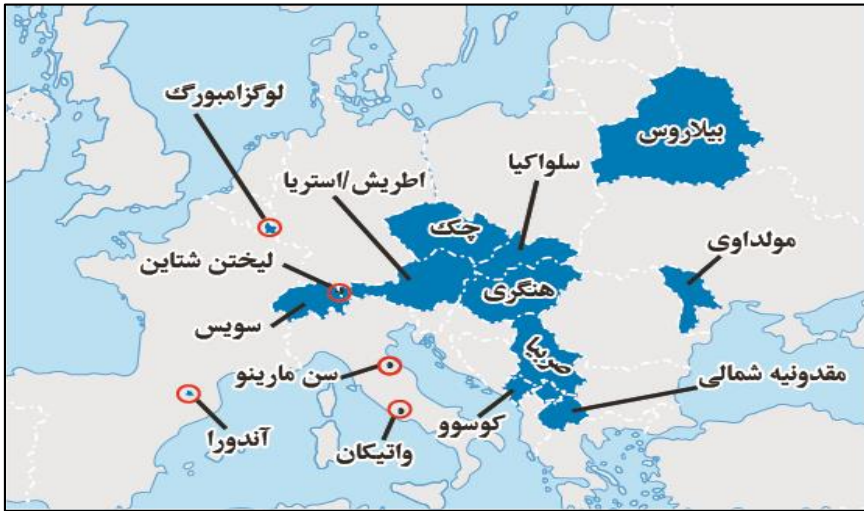 لوگزامبورگ
بیلاروس
سلواکیا
اطریش/استریا
چک
مولداوی
لیختن شتاین
هنگری
سویس
صربیا
سن مارینو
مقدونیه شمالی
کوسوو
آندورا
واتیکان